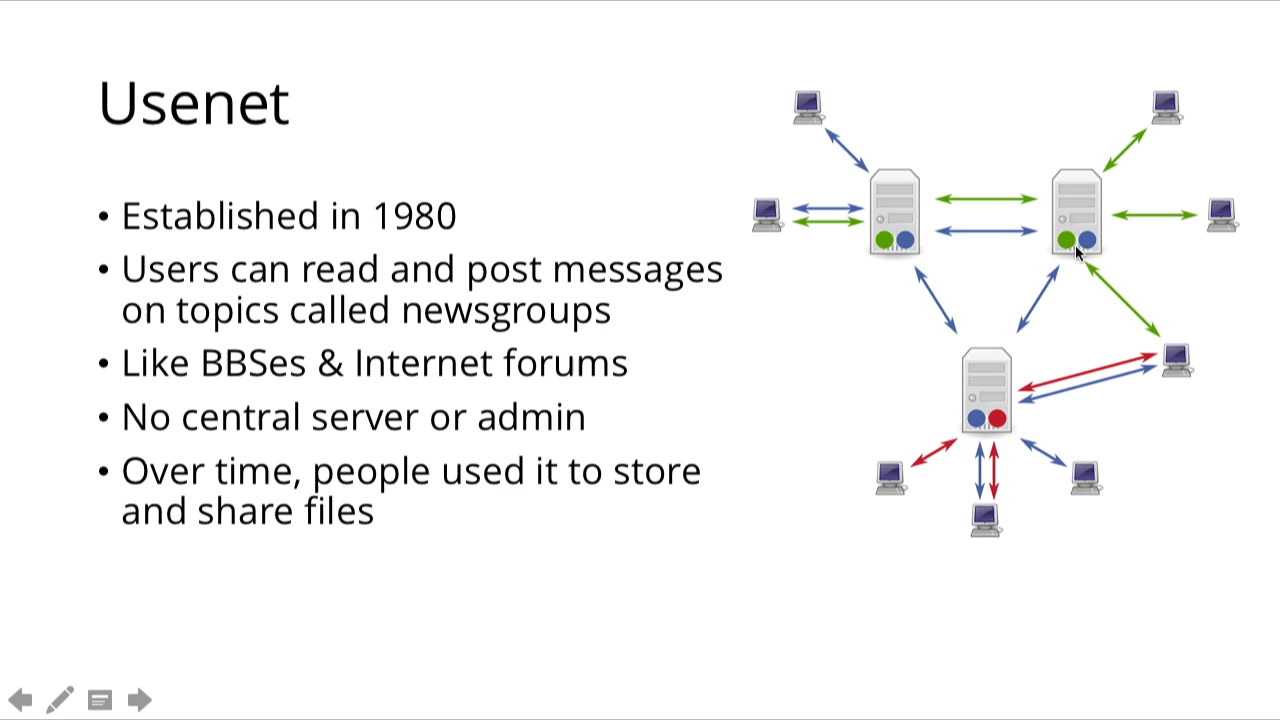 Usenet
• Established in 1980
• Users can read and post messages
on topics called newsgroups
• Like BBSes & Internet forums
• No central server or admin
• Over time, people used it to store
and share files